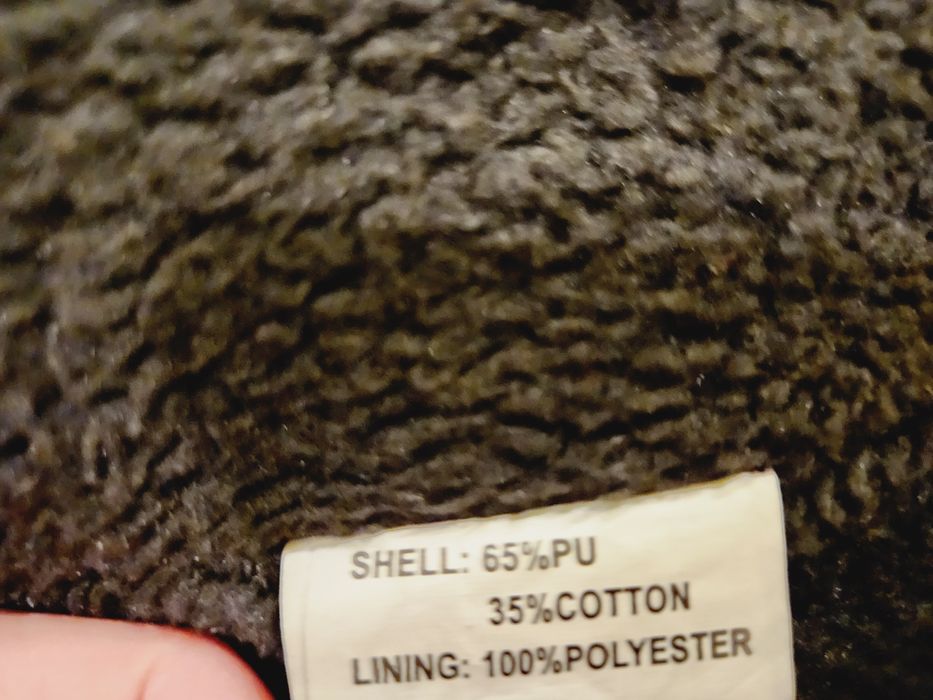 SHELL: 65%PU
35%COTTON
LINING: 100%POLYESTER